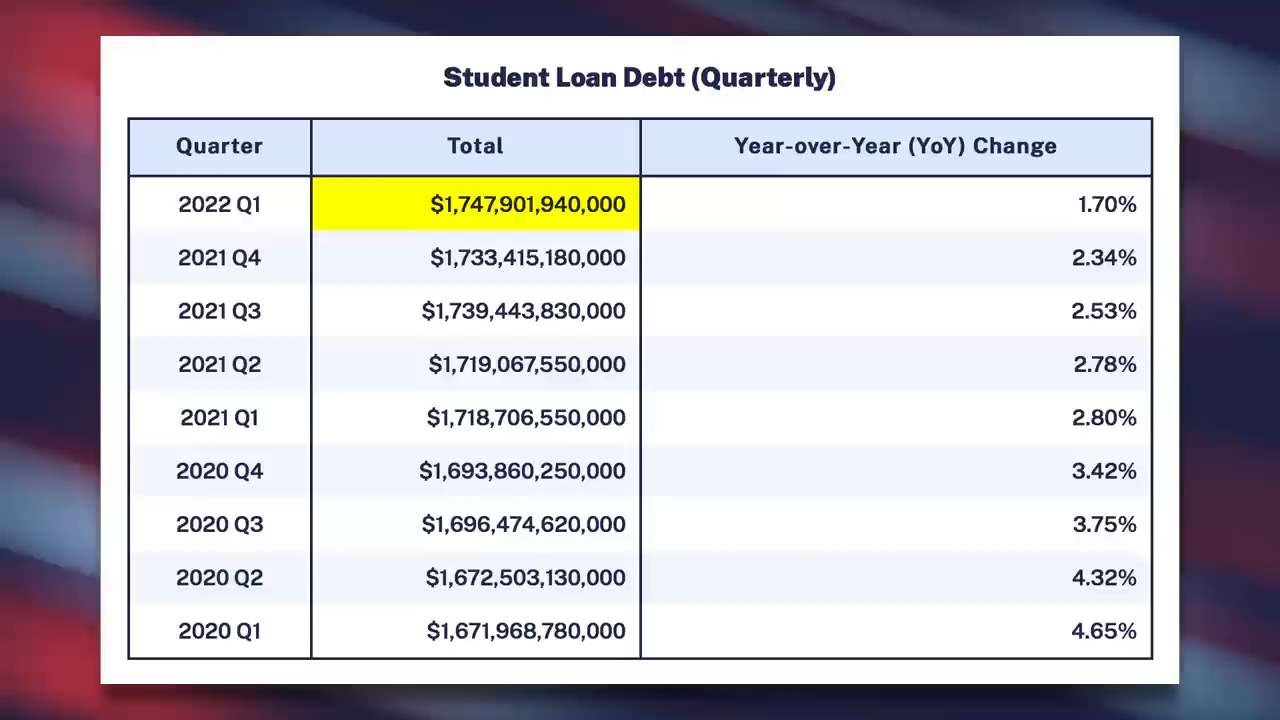 Student Loan Debt (Quarterly)
Quarter Total Year-over-Year (YoY) Change
2022 Q1 $1,747,901,940,000 1.70%
2021 Q4 $1,733,415,180,000 2.34%
2021 Q3 $1,739,443,830,000 2.53%
2021 Q2 $1,719,067,550,000 2.78%
2021 Q1 $1,718,706,550,000 2.80%
2020 Q4 $1,693,860,250,000 3.42%
2020 Q3 $1,696,474,620,000 3.75%
2020 Q2 $1,672,503,130,000 4.32%
2020 Q1 $1,671,968,780,000 4.65%